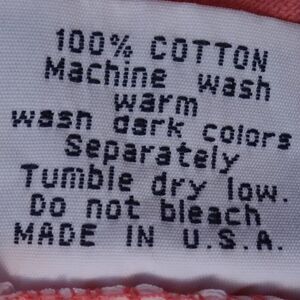 100% COTTON
Machine wash
warm
wash dark colors
Separately
Tumble dry low.
Do not bleach
MADE IN U.S.A.